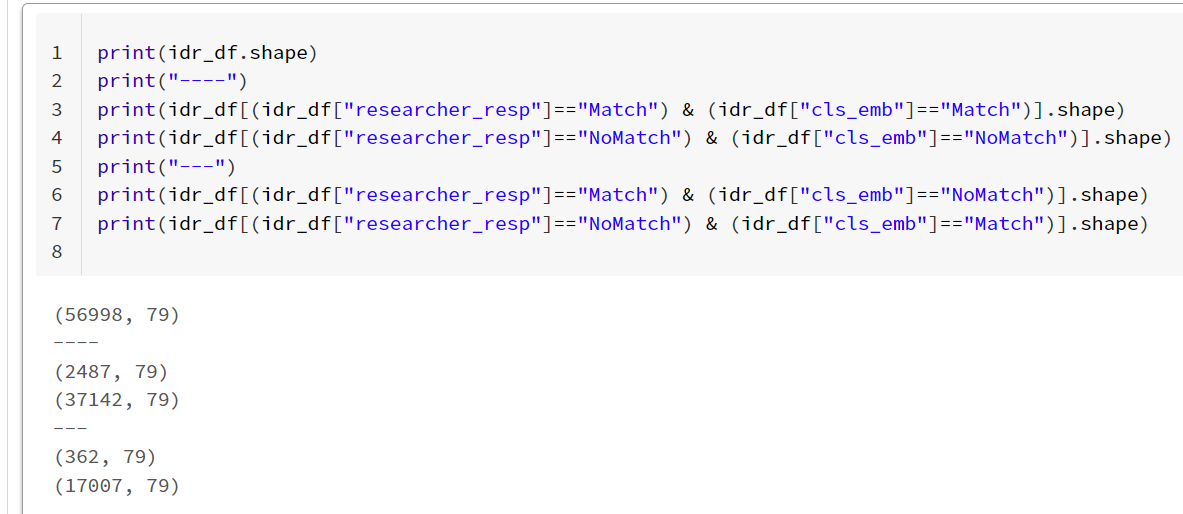 1 print(idr_df.shape)
2 print("----")
3 print(idr_df[(idr_df["researcher_resp"]=="Match") & (idr_df["cls_emb"]=="Match")].shape)
4 print(idr_df[(idr_df["researcher_resp"]=="NoMatch") & (idr_df["cls_emb"]=="NoMatch")].shape)
5 print("---")
6 print(idr_df[(idr_df["researcher_resp"]=="Match") & (idr_df["cls_emb"]=="NoMatch")].shape)
7 print(idr_df[(idr_df["researcher_resp"]=="NoMatch") & (idr_df["cls_emb"]=="Match")].shape)
8
(56998, 79)
----
(2487, 79)
(37142, 79)
---
(362, 79)
(17007, 79)